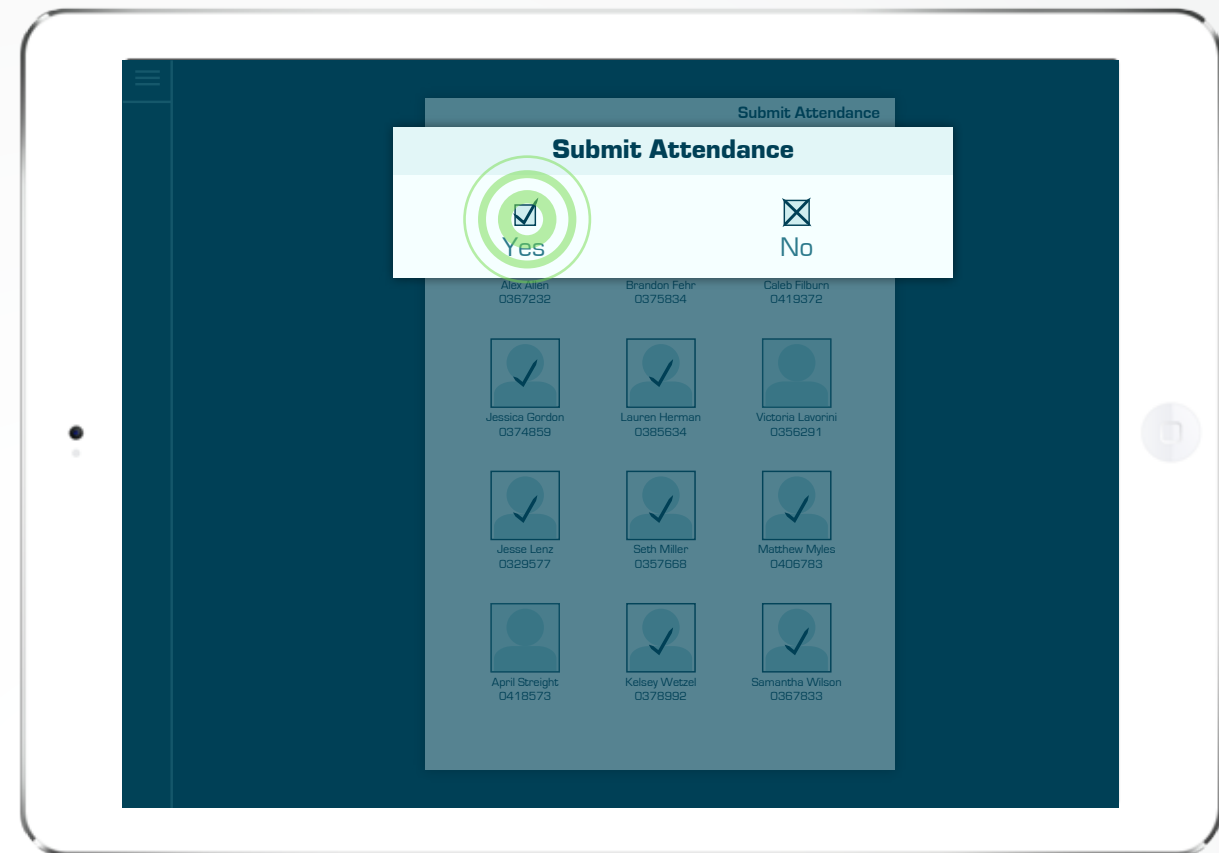 Submit Attendance
Submit Attendance
Yes No
Alex Allen Brandon Fehr Caleb Filburn
0367232 0375834 0419372
Jessica Gordon Lauren Herman Victoria Lavorini
0374859 0385634 0356291
Jesse Lenz Seth Miller Matthew Myles
0329577 0357668 0406783
April Streight Kelsey Wetzel Samantha Wilson
0418573 0378992 0367833